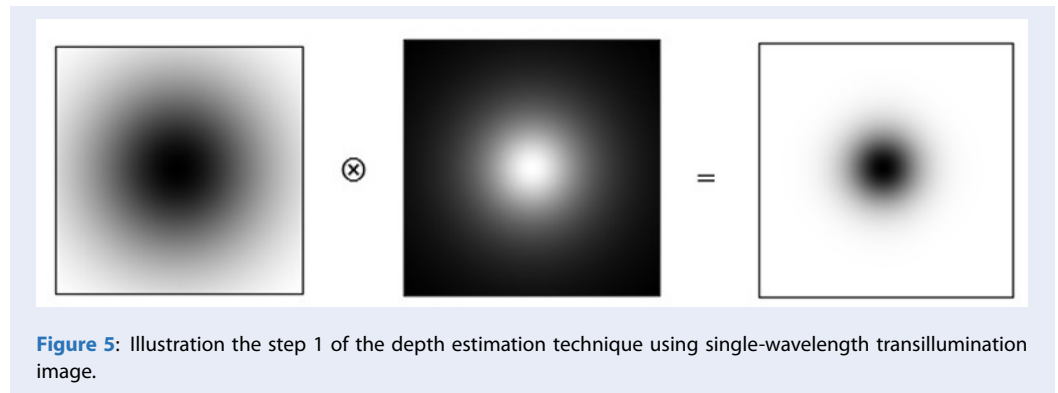 ⊗
=
Figure 5: Illustration the step 1 of the depth estimation technique using single-wavelength transillumination
image.